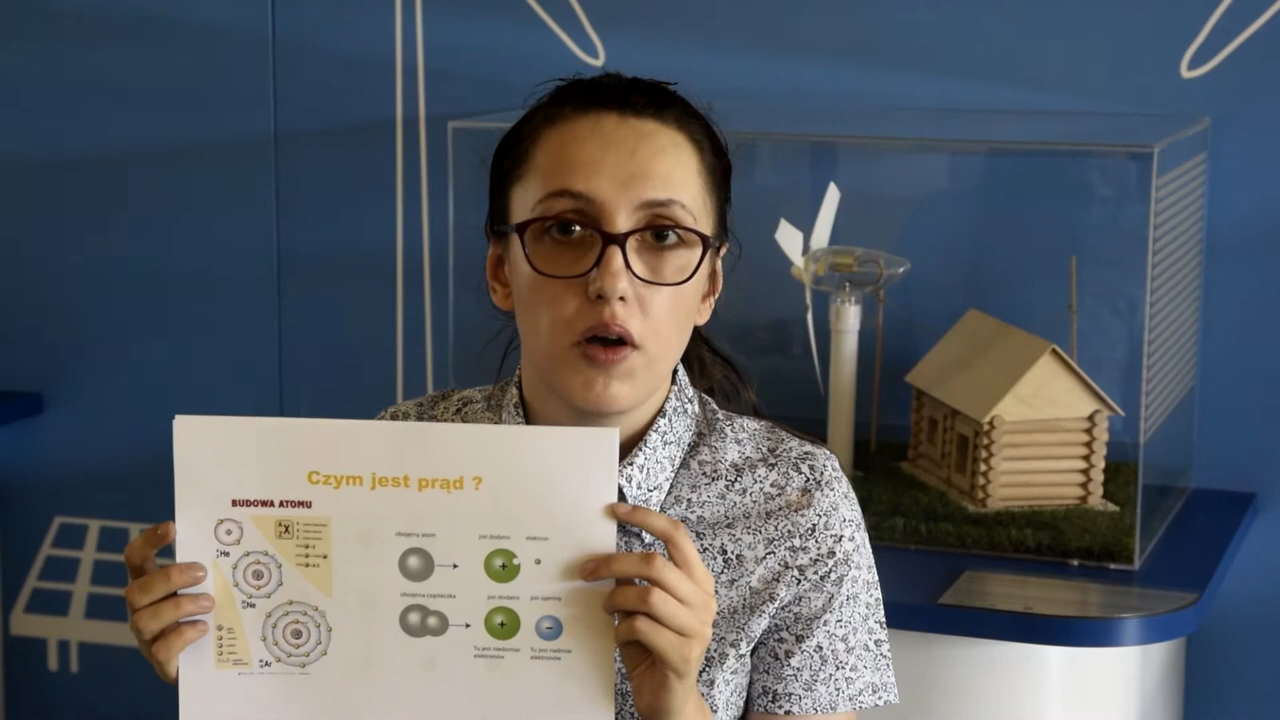 Czym jest prąd ?
BUDOWA ATOMU
He
Ne
Ar
X
obojętny atom
jon dodatni
elektron
+
obojętna cząsteczka
jon dodatni
jon ujemny
+
−
Tu jest niedomiar
elektronów
Tu jest nadmiar
elektronów